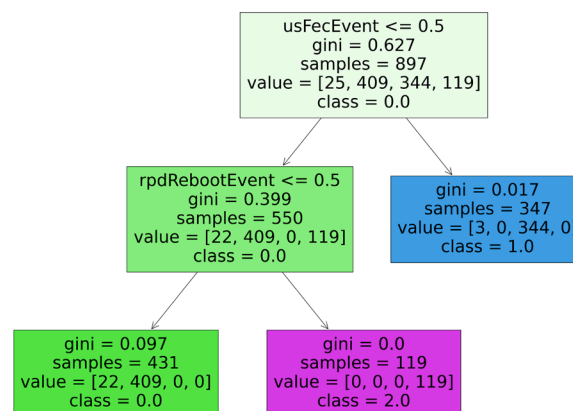 usFecEvent <= 0.5
gini = 0.627
samples = 897
value = [25, 409, 344, 119]
class = 0.0
rpdRebootEvent <= 0.5
gini = 0.399
samples = 550
value = [22, 409, 0, 119]
class = 0.0
gini = 0.017
samples = 347
value = [3, 0, 344, 0
class = 1.0
gini = 0.097
samples = 431
value = [22, 409, 0, 0]
class = 0.0
gini = 0.0
samples = 119
value = [0, 0, 0, 119]
class = 2.0